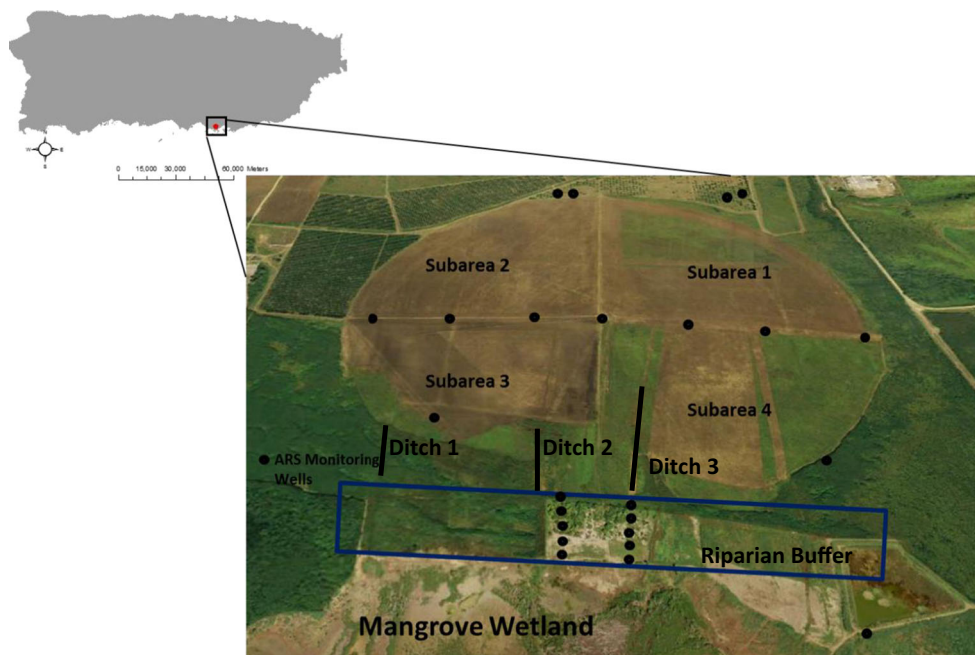 W
E
S
0 15,000 30,000 60,000 Meters
Subarea 2
Subarea 1
Subarea 3
Subarea 4
Ditch 1
Ditch 2
Ditch 3
ARS Monitoring
Wells
Riparian Buffer
Mangrove Wetland